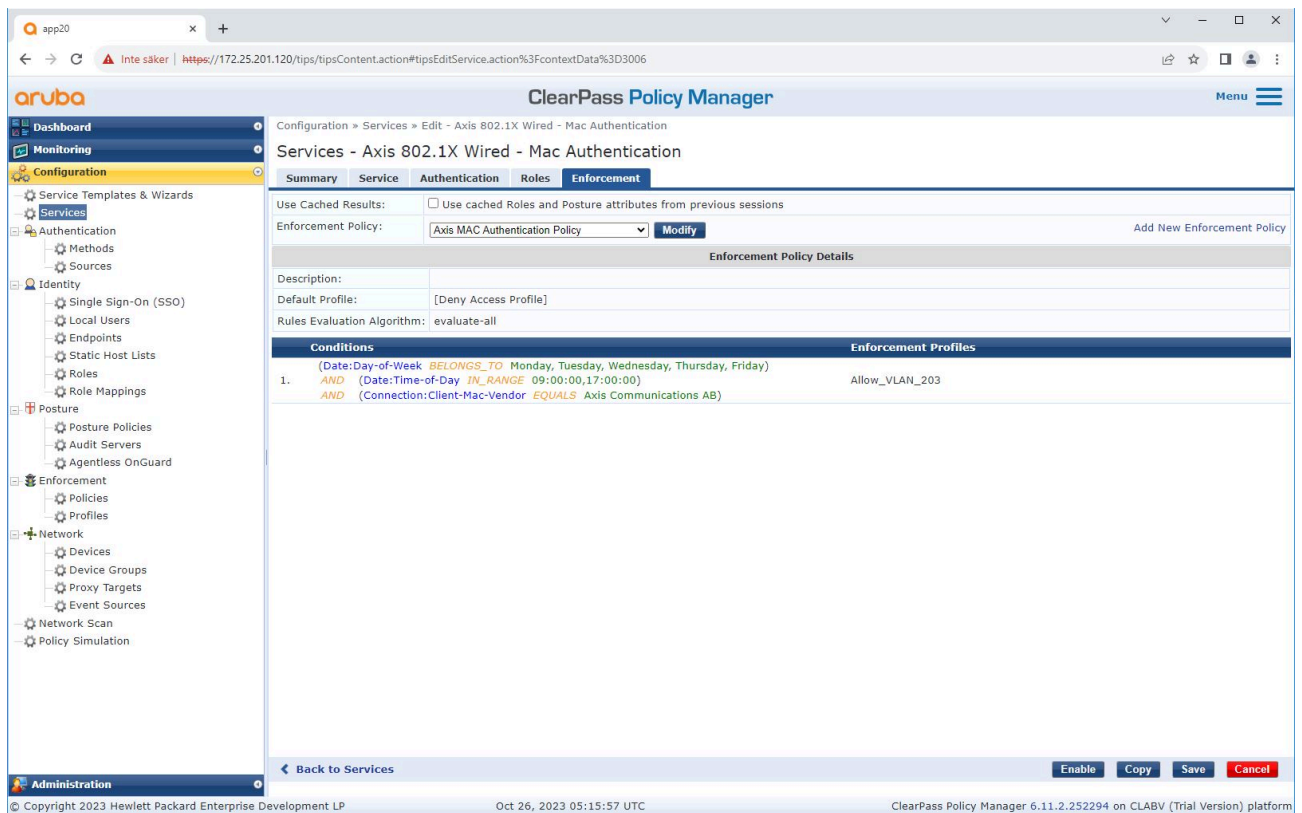 app20
Inte säker | https://172.25.201.120/tips/tipsContent.action#tipsEditService.action%3FcontextData%3D3006
aruba
ClearPass Policy Manager
Menu
Dashboard
Monitoring
Configuration
Service Templates & Wizards
Services
Authentication
Methods
Sources
Identity
Single Sign-On (SSO)
Local Users
Endpoints
Static Host Lists
Roles
Role Mappings
Posture
Posture Policies
Audit Servers
Agentless OnGuard
Enforcement
Policies
Profiles
Network
Devices
Device Groups
Proxy Targets
Event Sources
Network Scan
Policy Simulation
Administration
Configuration » Services » Edit - Axis 802.1X Wired - Mac Authentication
Services - Axis 802.1X Wired - Mac Authentication
Summary Service Authentication Roles Enforcement
Use Cached Results: Use cached Roles and Posture attributes from previous sessions
Enforcement Policy: Axis MAC Authentication Policy Modify Add New Enforcement Policy
Enforcement Policy Details
Description:
Default Profile: [Deny Access Profile]
Rules Evaluation Algorithm: evaluate-all
Conditions Enforcement Profiles
(Date:Day-of-Week BELONGS_TO Monday, Tuesday, Wednesday, Thursday, Friday)
1. AND (Date:Time-of-Day IN_RANGE 09:00:00,17:00:00) Allow_VLAN_203
AND (Connection:Client-Mac-Vendor EQUALS Axis Communications AB)
Back to Services Enable Copy Save Cancel
© Copyright 2023 Hewlett Packard Enterprise Development LP Oct 26, 2023 05:15:57 UTC ClearPass Policy Manager 6.11.2.252294 on CLABV (Trial Version) platform